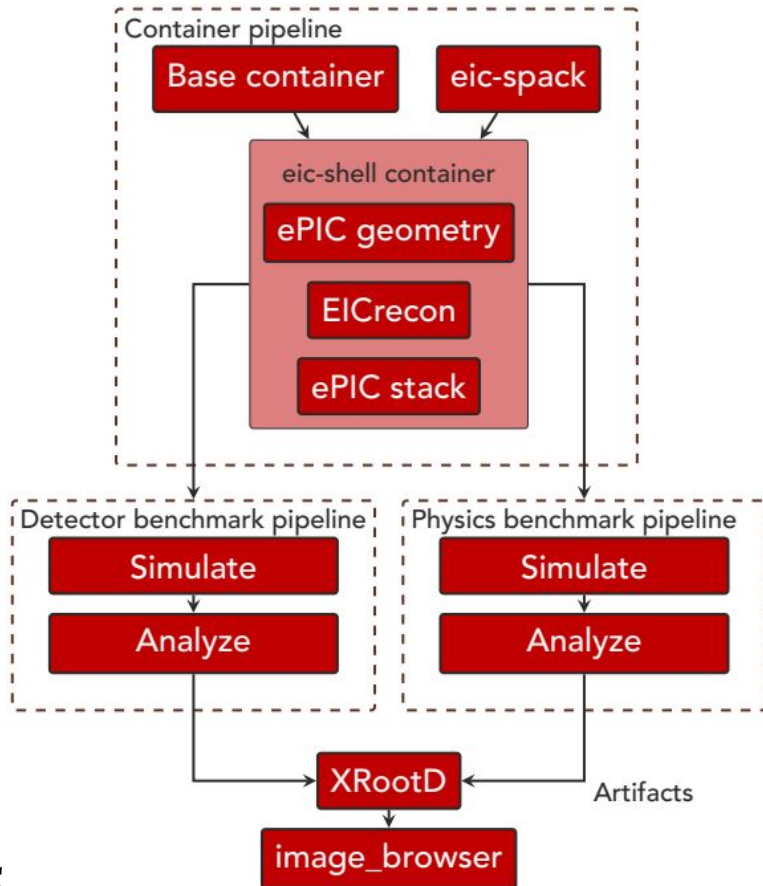 Container pipeline
Base container
eic-spack
eic-shell container
ePIC geometry
EICrecon
ePIC stack
Detector benchmark pipeline
Simulate
Analyze
Physics benchmark pipeline
Simulate
Analyze
XRootD
Artifacts
image_browser